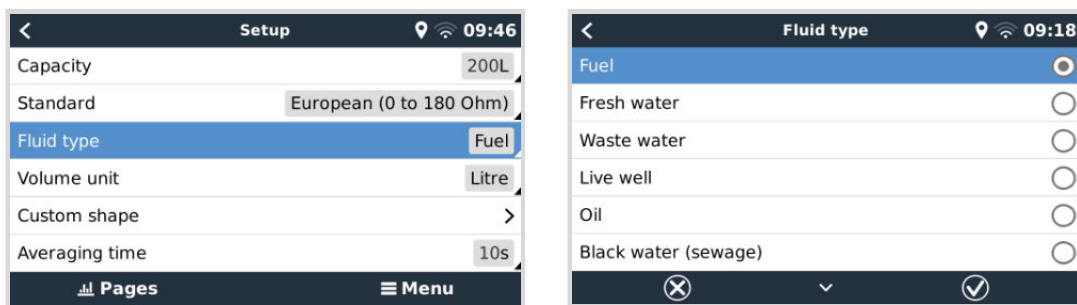 Setup 09:46
Capacity 200L
Standard European (0 to 180 Ohm)
Fluid type Fuel
Volume unit Litre
Custom shape
Averaging time 10s
Pages Menu
Fluid type 09:18
Fuel
Fresh water
Waste water
Live well
Oil
Black water (sewage)